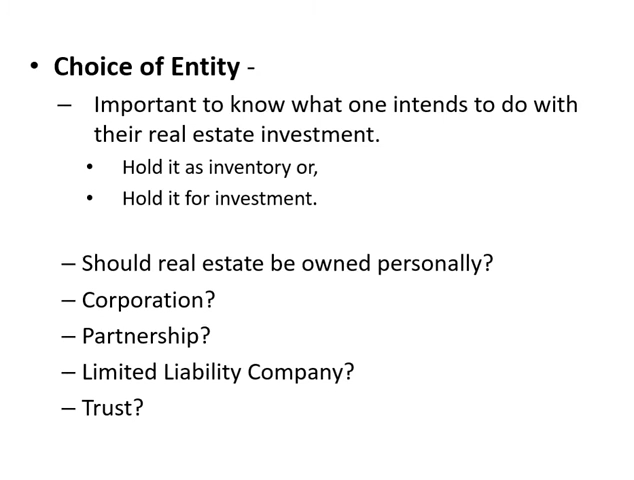 • Choice of Entity -
– Important to know what one intends to do with
their real estate investment.
• Hold it as inventory or,
• Hold it for investment.
– Should real estate be owned personally?
– Corporation?
– Partnership?
– Limited Liability Company?
– Trust?